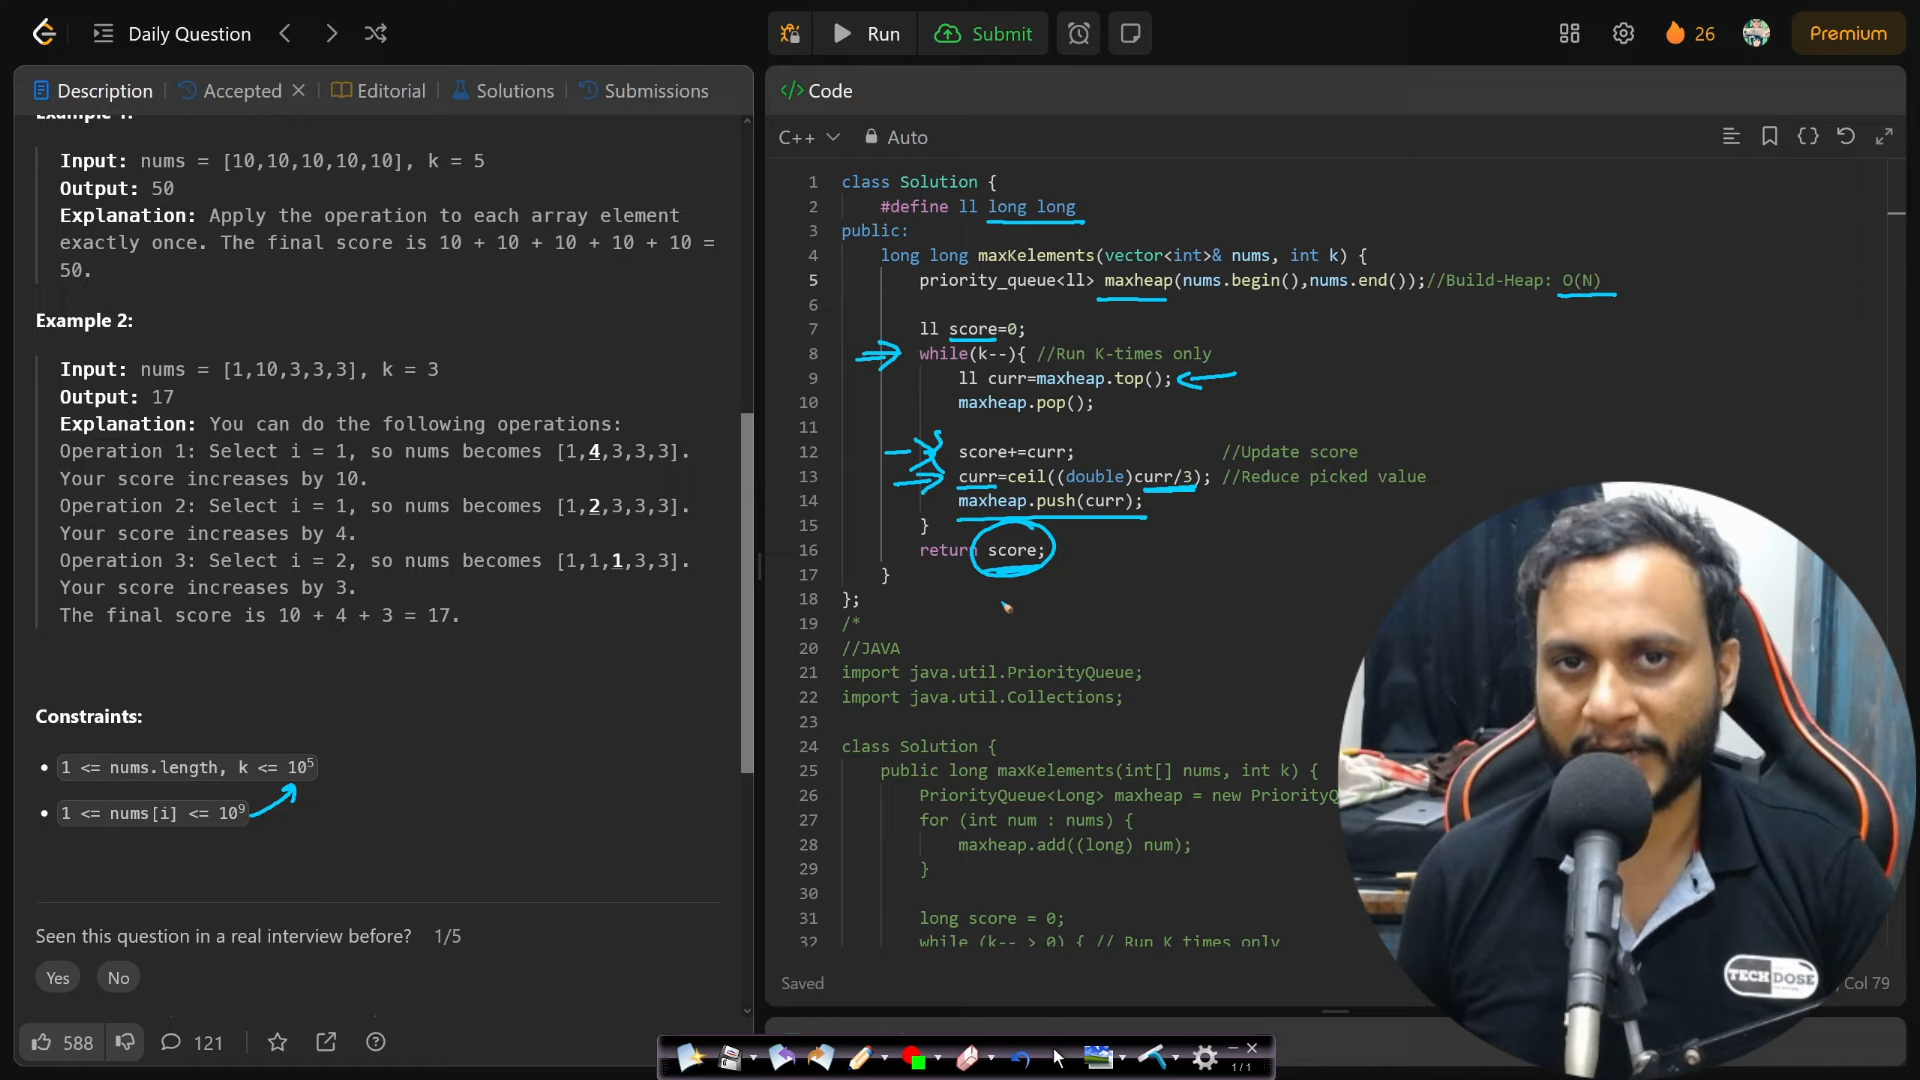 Daily Question
Run
Submit
26
Premium
Description
Accepted
Editorial
Solutions
Submissions
Input: nums = [10,10,10,10,10], k = 5
Output: 50
Explanation: Apply the operation to each array element
exactly once. The final score is 10 + 10 + 10 + 10 + 10 =
50.
Example 2:
Input: nums = [1,10,3,3,3], k = 3
Output: 17
Explanation: You can do the following operations:
Operation 1: Select i = 1, so nums becomes [1,4,3,3,3].
Your score increases by 10.
Operation 2: Select i = 1, so nums becomes [1,2,3,3,3].
Your score increases by 4.
Operation 3: Select i = 2, so nums becomes [1,1,1,3,3].
Your score increases by 3.
The final score is 10 + 4 + 3 = 17.
Constraints:
• 1 <= nums.length, k <= 10⁵
• 1 <= nums[i] <= 10⁹
Seen this question in a real interview before? 1/5
Yes
No
588
121
</> Code
C++
Auto
1 class Solution {
2 #define ll long long
3 public:
4 long long maxKelements(vector<int>& nums, int k) {
5 priority_queue<ll> maxheap(nums.begin(),nums.end());//Build-Heap: O(N)
6
7 ll score=0;
8 while(k--){ //Run K-times only
9 ll curr=maxheap.top();
10 maxheap.pop();
11
12 score+=curr; //Update score
13 curr=ceil((double)curr/3); //Reduce picked value
14 maxheap.push(curr);
15 }
16 return score;
17 }
18 };
19 /*
20 //JAVA
21 import java.util.PriorityQueue;
22 import java.util.Collections;
23
24 class Solution {
25 public long maxKelements(int[] nums, int k) {
26 PriorityQueue<Long> maxheap = new PriorityQ
27 for (int num : nums) {
28 maxheap.add((long) num);
29 }
30
31 long score = 0;
32 while (k-- > 0) { // Run K times only
Saved
Col 79
TECH DOSE
1/1